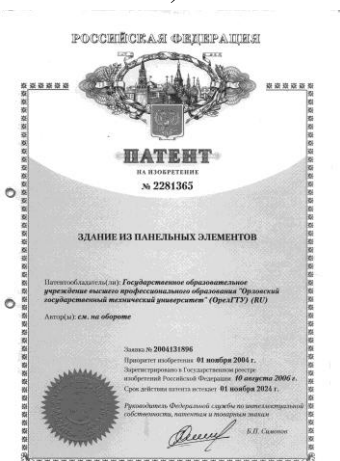 РОССИЙСКАЯ ФЕДЕРАЦИЯ
ПАТЕНТ
НА ИЗОБРЕТЕНИЕ
№ 2281365
ЗДАНИЕ ИЗ ПАНЕЛЬНЫХ ЭЛЕМЕНТОВ
Патентообладатель(ли): Государственное образовательное
учреждение высшего профессионального образования "Орловский
государственный технический университет" (ОрелГТУ) (RU)
Автор(ы): см. на обороте
Заявка № 2004131896
Приоритет изобретения 01 ноября 2004 г.
Зарегистрировано в Государственном реестре
изобретений Российской Федерации 10 августа 2006 г.
Срок действия патента истекает 01 ноября 2024 г.
Руководитель Федеральной службы по интеллектуальной
собственности, патентам и товарным знакам
Б.П. Симонов